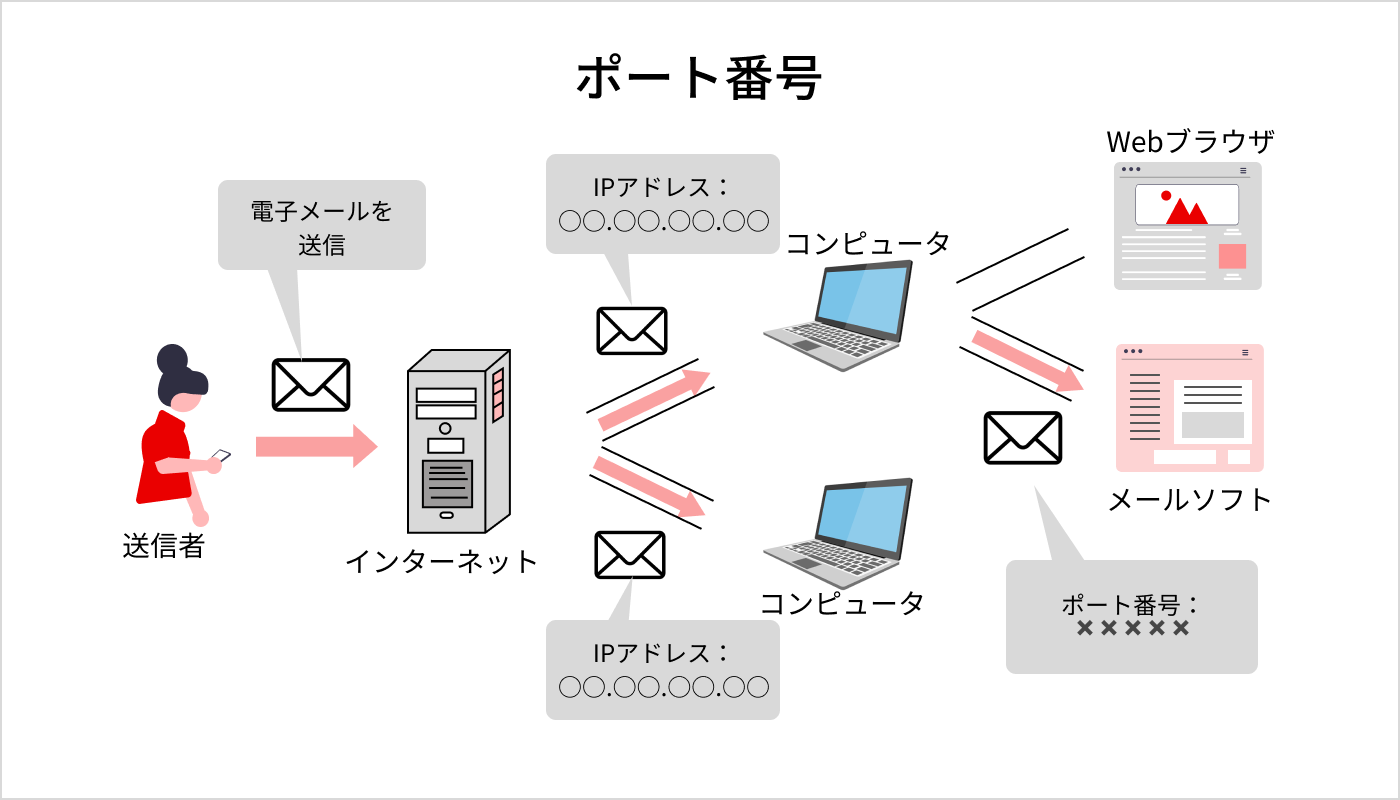 ポート番号
Webブラウザ
電子メールを
送信
IPアドレス：
〇〇.〇〇.〇〇.〇〇
コンピュータ
送信者
インターネット
メールソフト
コンピュータ
IPアドレス：
〇〇.〇〇.〇〇.〇〇
ポート番号：
×××××